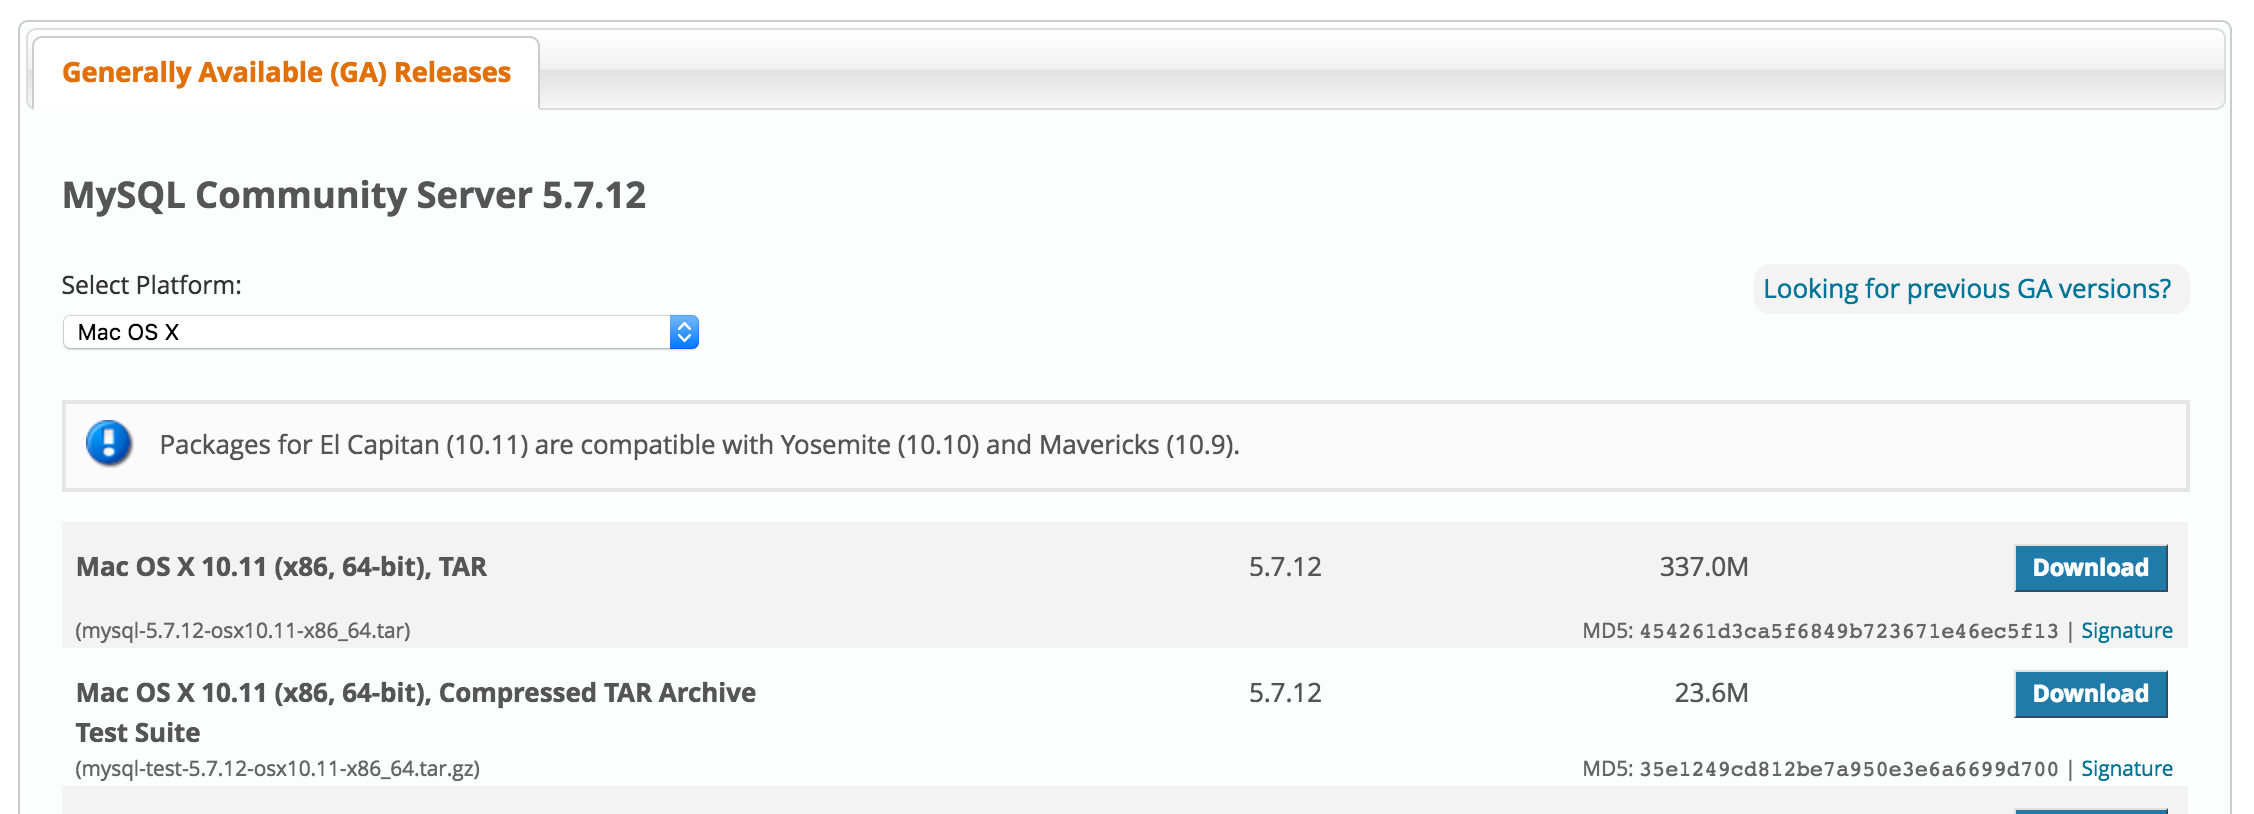 Generally Available (GA) Releases
MySQL Community Server 5.7.12
Select Platform:
Looking for previous GA versions?
Mac OS X
Packages for El Capitan (10.11) are compatible with Yosemite (10.10) and Mavericks (10.9).
Mac OS X 10.11 (x86, 64-bit), TAR 5.7.12 337.0M Download
(mysql-5.7.12-osx10.11-x86_64.tar) MD5: 454261d3ca5f6849b723671e46ec5f13 | Signature
Mac OS X 10.11 (x86, 64-bit), Compressed TAR Archive 5.7.12 23.6M Download
Test Suite
(mysql-test-5.7.12-osx10.11-x86_64.tar.gz) MD5: 35e1249cd812be7a950e3e6a6699d700 | Signature